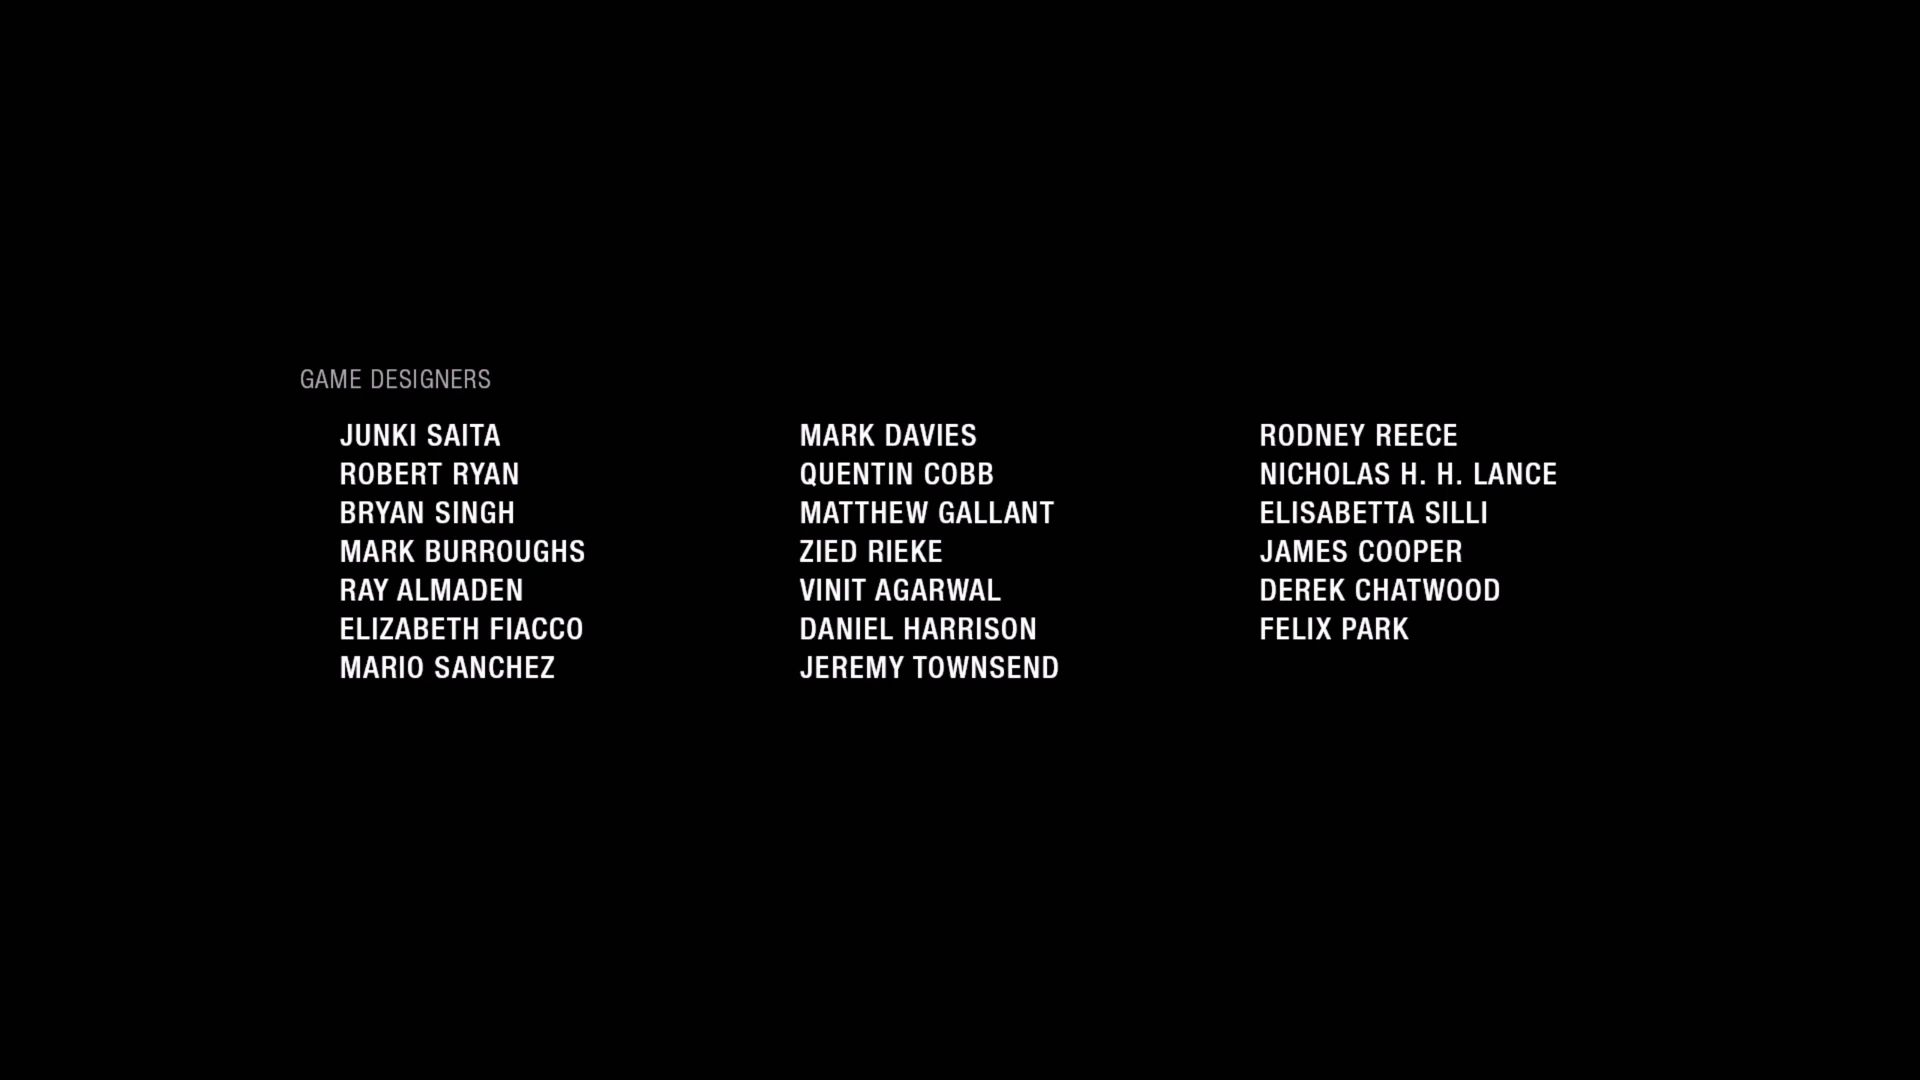 GAME DESIGNERS
JUNKI SAITA
ROBERT RYAN
BRYAN SINGH
MARK BURROUGHS
RAY ALMADEN
ELIZABETH FIACCO
MARIO SANCHEZ
MARK DAVIES
QUENTIN COBB
MATTHEW GALLANT
ZIED RIEKE
VINIT AGARWAL
DANIEL HARRISON
JEREMY TOWNSEND
RODNEY REECE
NICHOLAS H. H. LANCE
ELISABETTA SILLI
JAMES COOPER
DEREK CHATWOOD
FELIX PARK